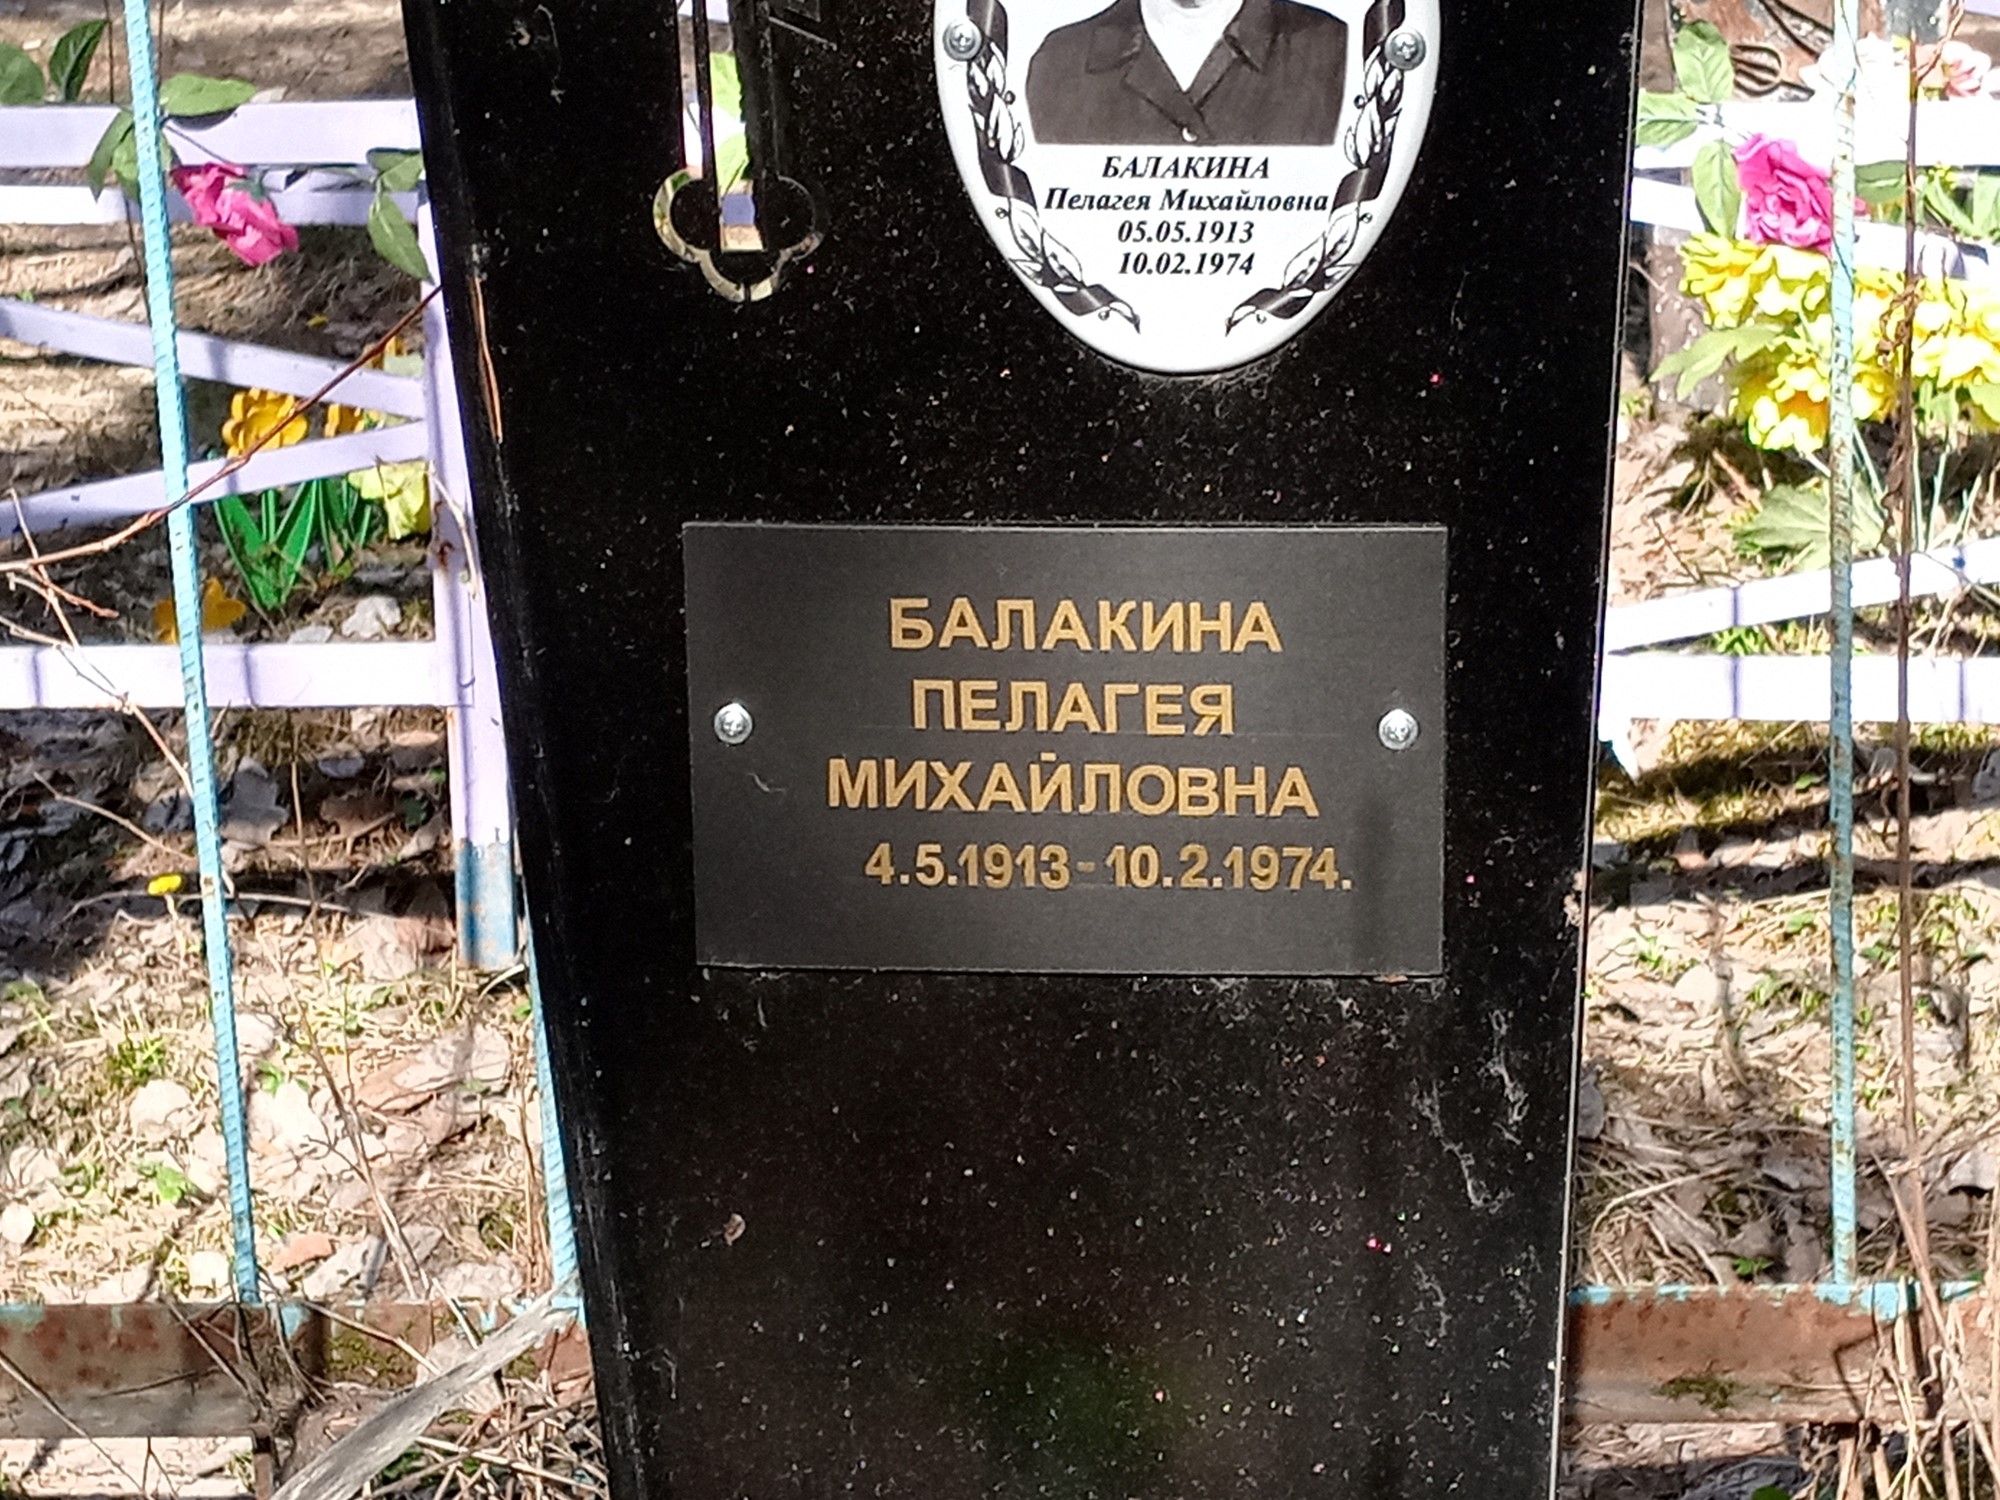 БАЛАКИНА
Пелагея Михайловна
05.05.1913
10.02.1974
БАЛАКИНА
ПЕЛАГЕЯ
МИХАЙЛОВНА
4.5.1913-10.2.1974.